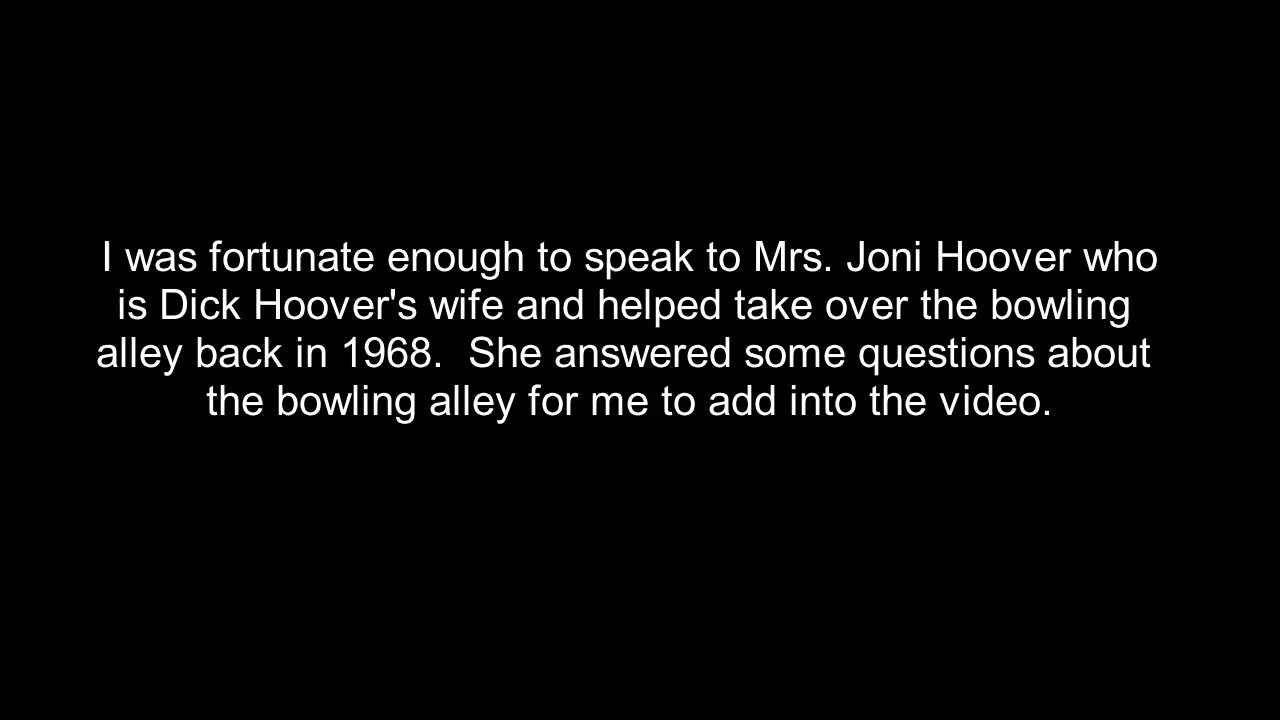 I was fortunate enough to speak to Mrs. Joni Hoover who
is Dick Hoover's wife and helped take over the bowling
alley back in 1968.  She answered some questions about
the bowling alley for me to add into the video.